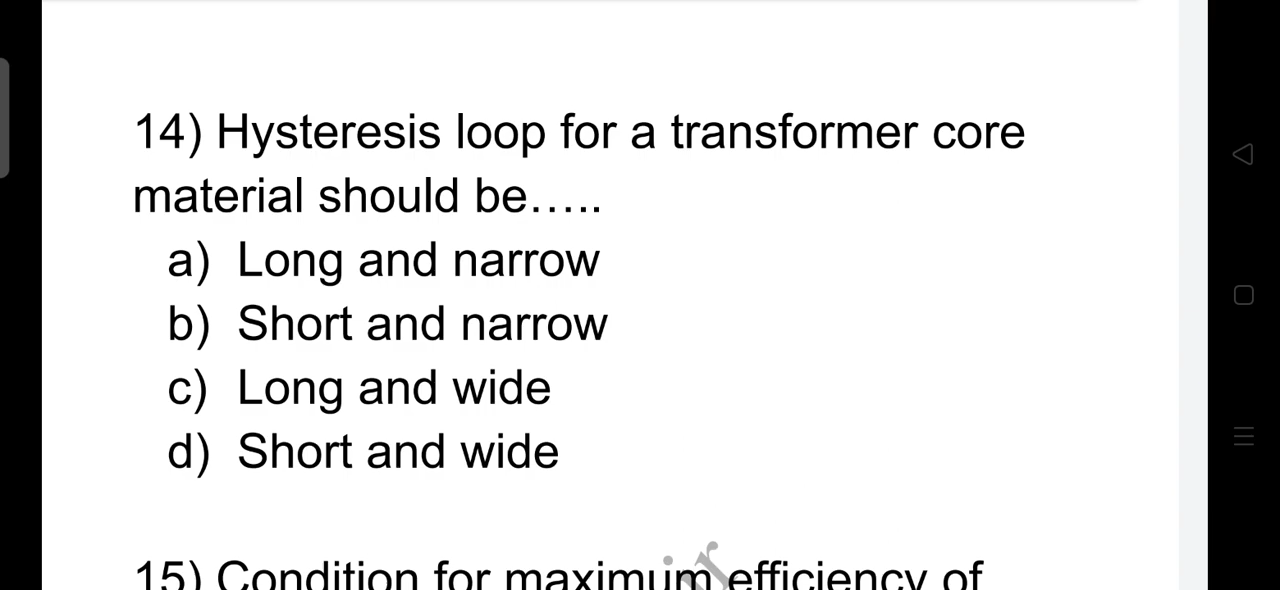 14) Hysteresis loop for a transformer core
material should be.....
a) Long and narrow
b) Short and narrow
c) Long and wide
d) Short and wide
15) Condition for maximum efficiency of